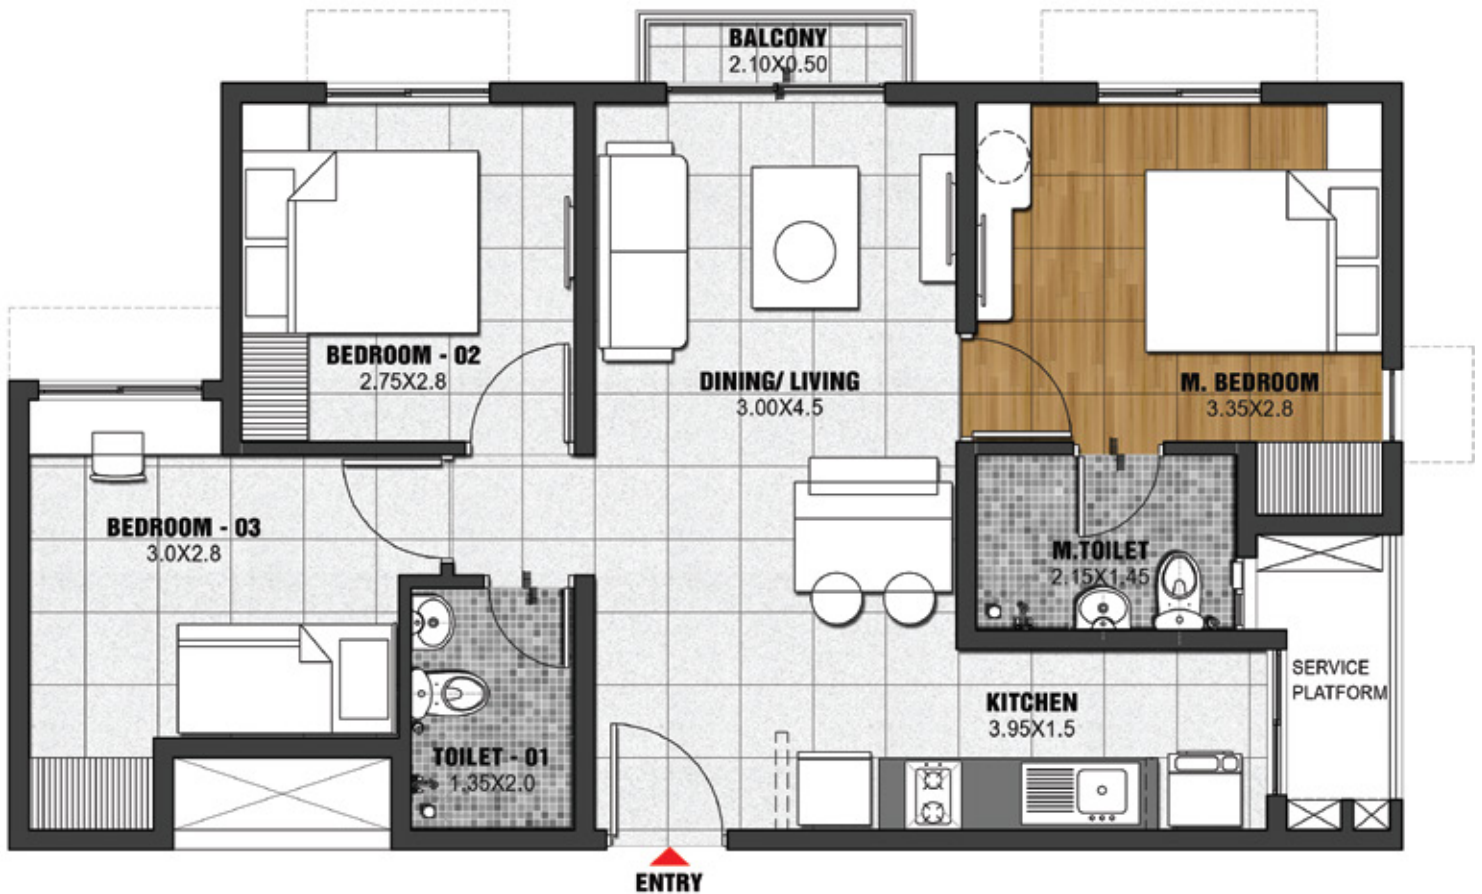 BALCONY
2.10X0.50
BEDROOM - 02
2.75X2.8
DINING/ LIVING
3.00X4.5
M. BEDROOM
3.35X2.8
BEDROOM - 03
3.0X2.8
M.TOILET
2.15X1.45
SERVICE
PLATFORM
KITCHEN
3.95X1.5
TOILET - 01
1.35X2.0
ENTRY